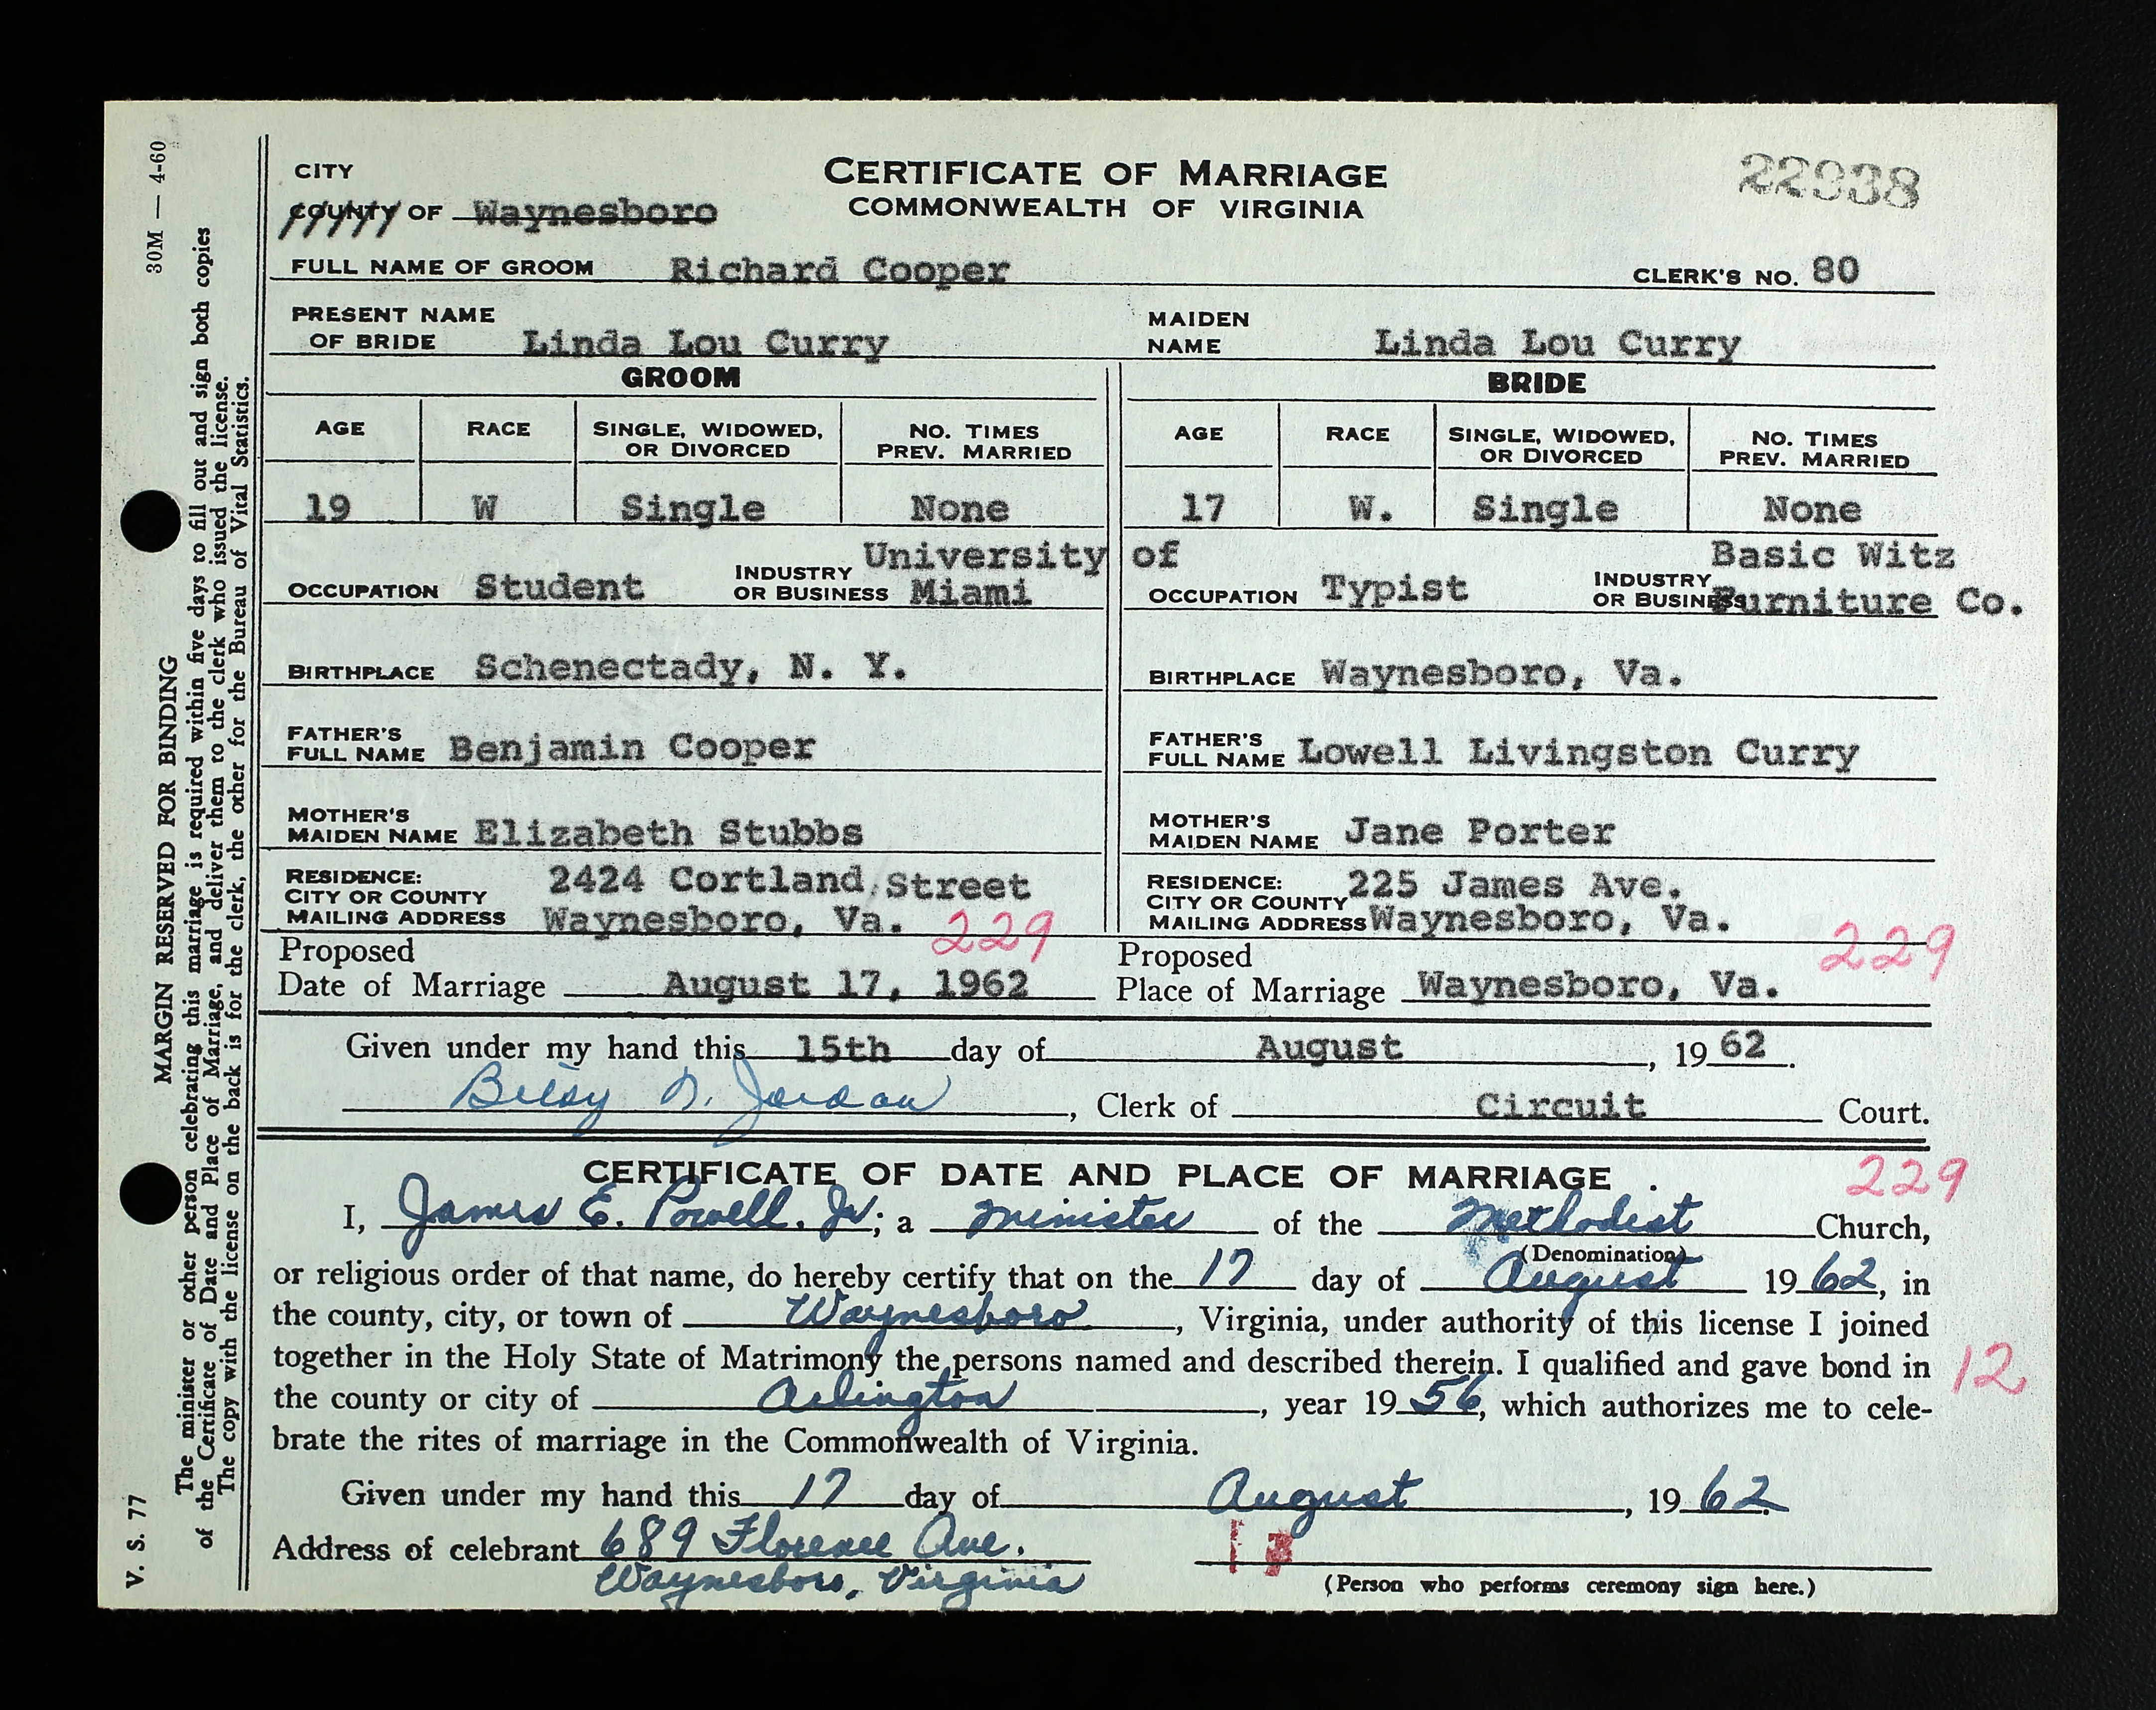 30M — 4-60
MARGIN RESERVED FOR BINDING
The minister or other person celebrating this marriage is required within five days to fill out and sign both copies
of the Certificate of Date and Place of Marriage, and deliver them to the clerk who issued the license.
The copy with the license on the back is for the clerk, the other for the Bureau of Vital Statistics.
V. S. 77
CERTIFICATE OF MARRIAGE
COMMONWEALTH OF VIRGINIA
22938
CITY
COUNTY OF Waynesboro
FULL NAME OF GROOM Richard Cooper CLERK'S NO. 80
PRESENT NAME OF BRIDE Linda Lou Curry MAIDEN NAME Linda Lou Curry
GROOM
AGE RACE SINGLE, WIDOWED, OR DIVORCED NO. TIMES PREV. MARRIED
19 W Single None
OCCUPATION Student INDUSTRY OR BUSINESS University of Miami
BIRTHPLACE Schenectady, N. Y.
FATHER'S FULL NAME Benjamin Cooper
MOTHER'S MAIDEN NAME Elizabeth Stubbs
RESIDENCE: CITY OR COUNTY MAILING ADDRESS 2424 Cortland Street
Waynesboro, Va. 229
BRIDE
AGE RACE SINGLE, WIDOWED, OR DIVORCED NO. TIMES PREV. MARRIED
17 W. Single None
OCCUPATION Typist INDUSTRY OR BUSINESS Basic Witz Furniture Co.
BIRTHPLACE Waynesboro, Va.
FATHER'S FULL NAME Lowell Livingston Curry
MOTHER'S MAIDEN NAME Jane Porter
RESIDENCE: CITY OR COUNTY MAILING ADDRESS 225 James Ave.
Waynesboro, Va. 229
Proposed Date of Marriage August 17, 1962 Proposed Place of Marriage Waynesboro, Va.
Given under my hand this 15th day of August, 1962.
Betsy N. Jordan, Clerk of Circuit Court.
CERTIFICATE OF DATE AND PLACE OF MARRIAGE . 229
I, James E. Powell. Jr; a minister of the Methodist Church,
(Denomination)
or religious order of that name, do hereby certify that on the 17 day of August 1962, in
the county, city, or town of Waynesboro, Virginia, under authority of this license I joined
together in the Holy State of Matrimony the persons named and described therein. I qualified and gave bond in 12
the county or city of Arlington, year 1956, which authorizes me to cele-
brate the rites of marriage in the Commonwealth of Virginia.
Given under my hand this 17 day of August, 1962.
Address of celebrant 689 Florence Ave.
Waynesboro, Virginia
(Person who performs ceremony sign here.)